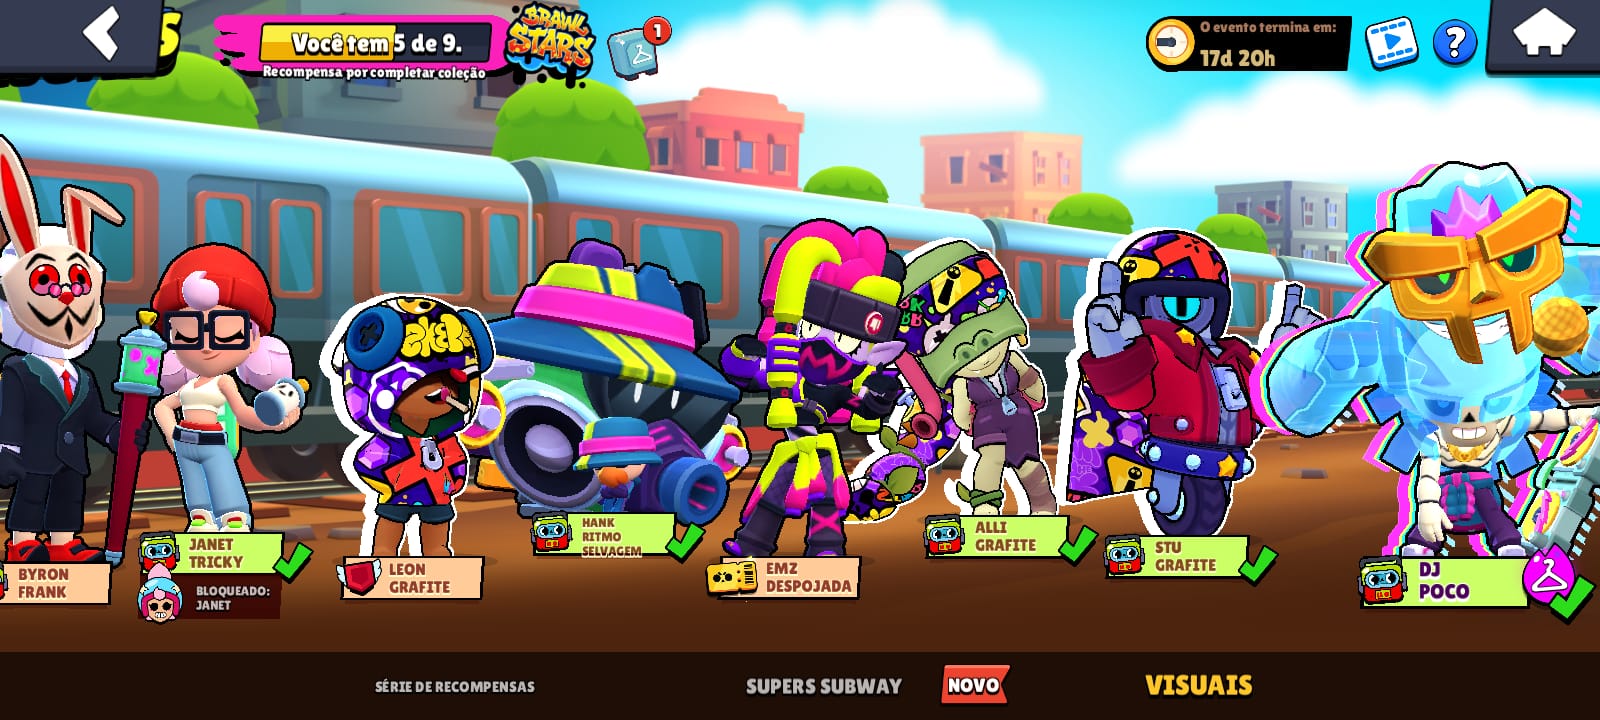 S
Você tem 5 de 9.
Recompensa por completar coleção
BRAWL
STARS
1
O evento termina em:
17d 20h
?
BYRON
FRANK
JANET
TRICKY
BLOQUEADO:
JANET
LEON
GRAFITE
HANK
RITMO
SELVAGEM
EMZ
DESPOJADA
ALLI
GRAFITE
STU
GRAFITE
DJ
POCO
SÉRIE DE RECOMPENSAS
SUPERS SUBWAY
NOVO
VISUAIS